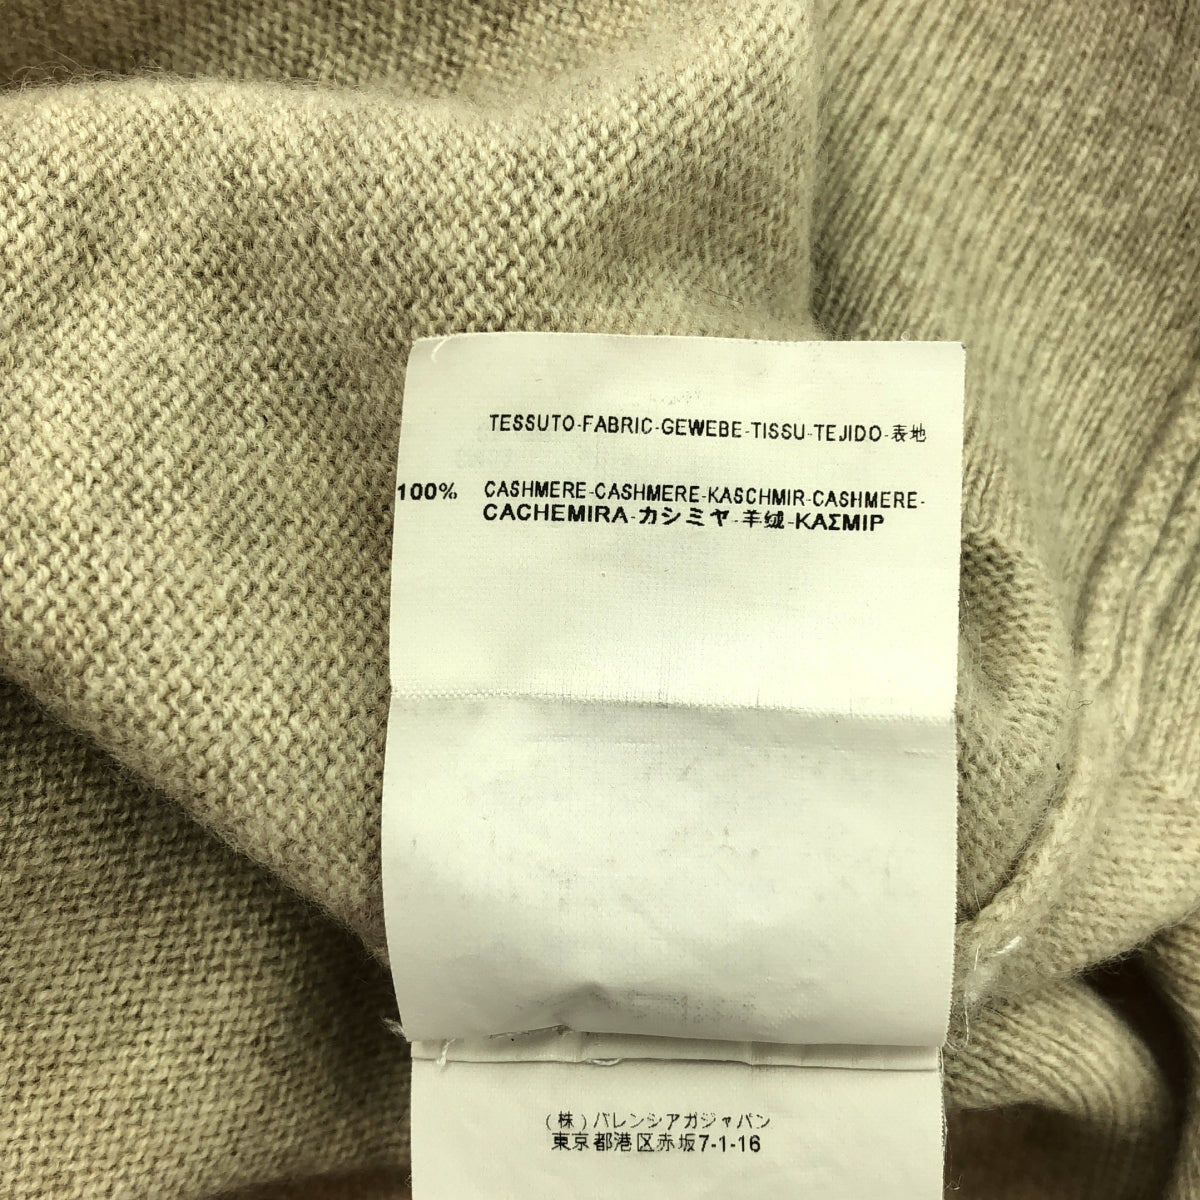 TESSUTO-FABRIC-GEWEBE-TISSU-TEJIDO-表地
100% CASHMERE-CASHMERE-KASCHMIR-CASHMERE-
CACHEMIRA-カシミヤ-羊绒-ΚΑΣΜΙΡ
(株)バレンシアガジャパン
東京都港区赤坂7-1-16